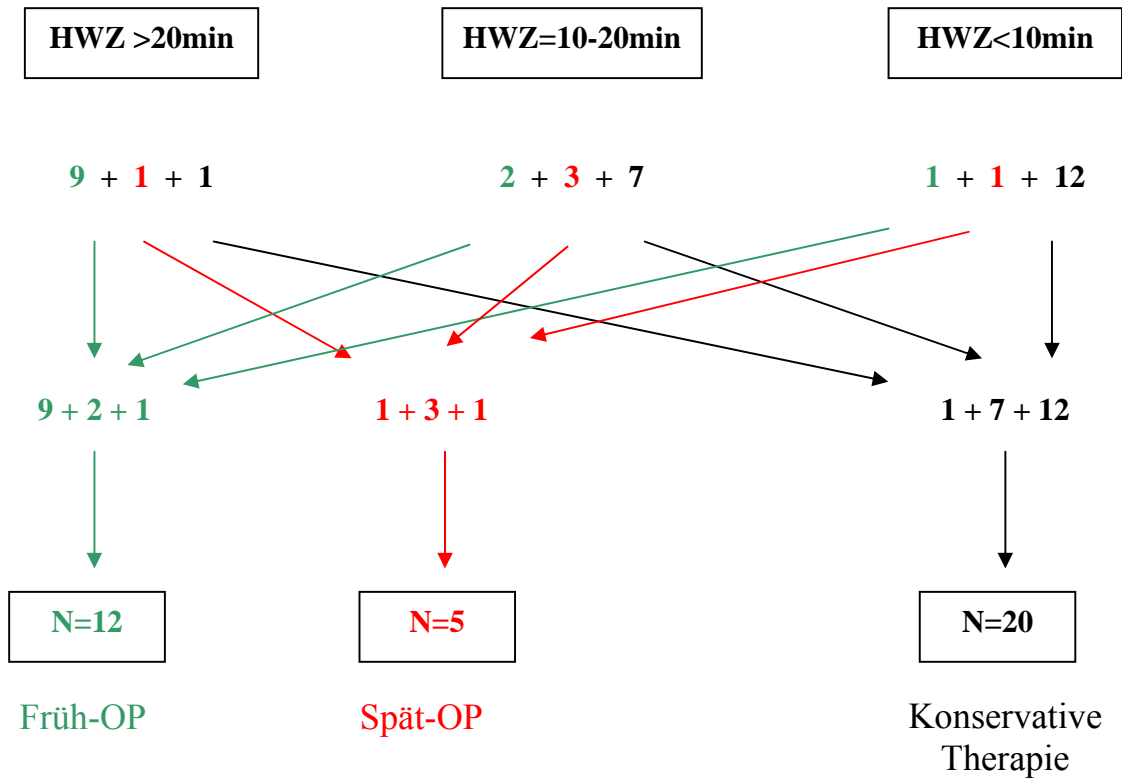 HWZ >20min
HWZ=10-20min
HWZ<10min
9 + 1 + 1
2 + 3 + 7
1 + 1 + 12
9 + 2 + 1
1 + 3 + 1
1 + 7 + 12
N=12
N=5
N=20
Früh-OP
Spät-OP
Konservative
Therapie